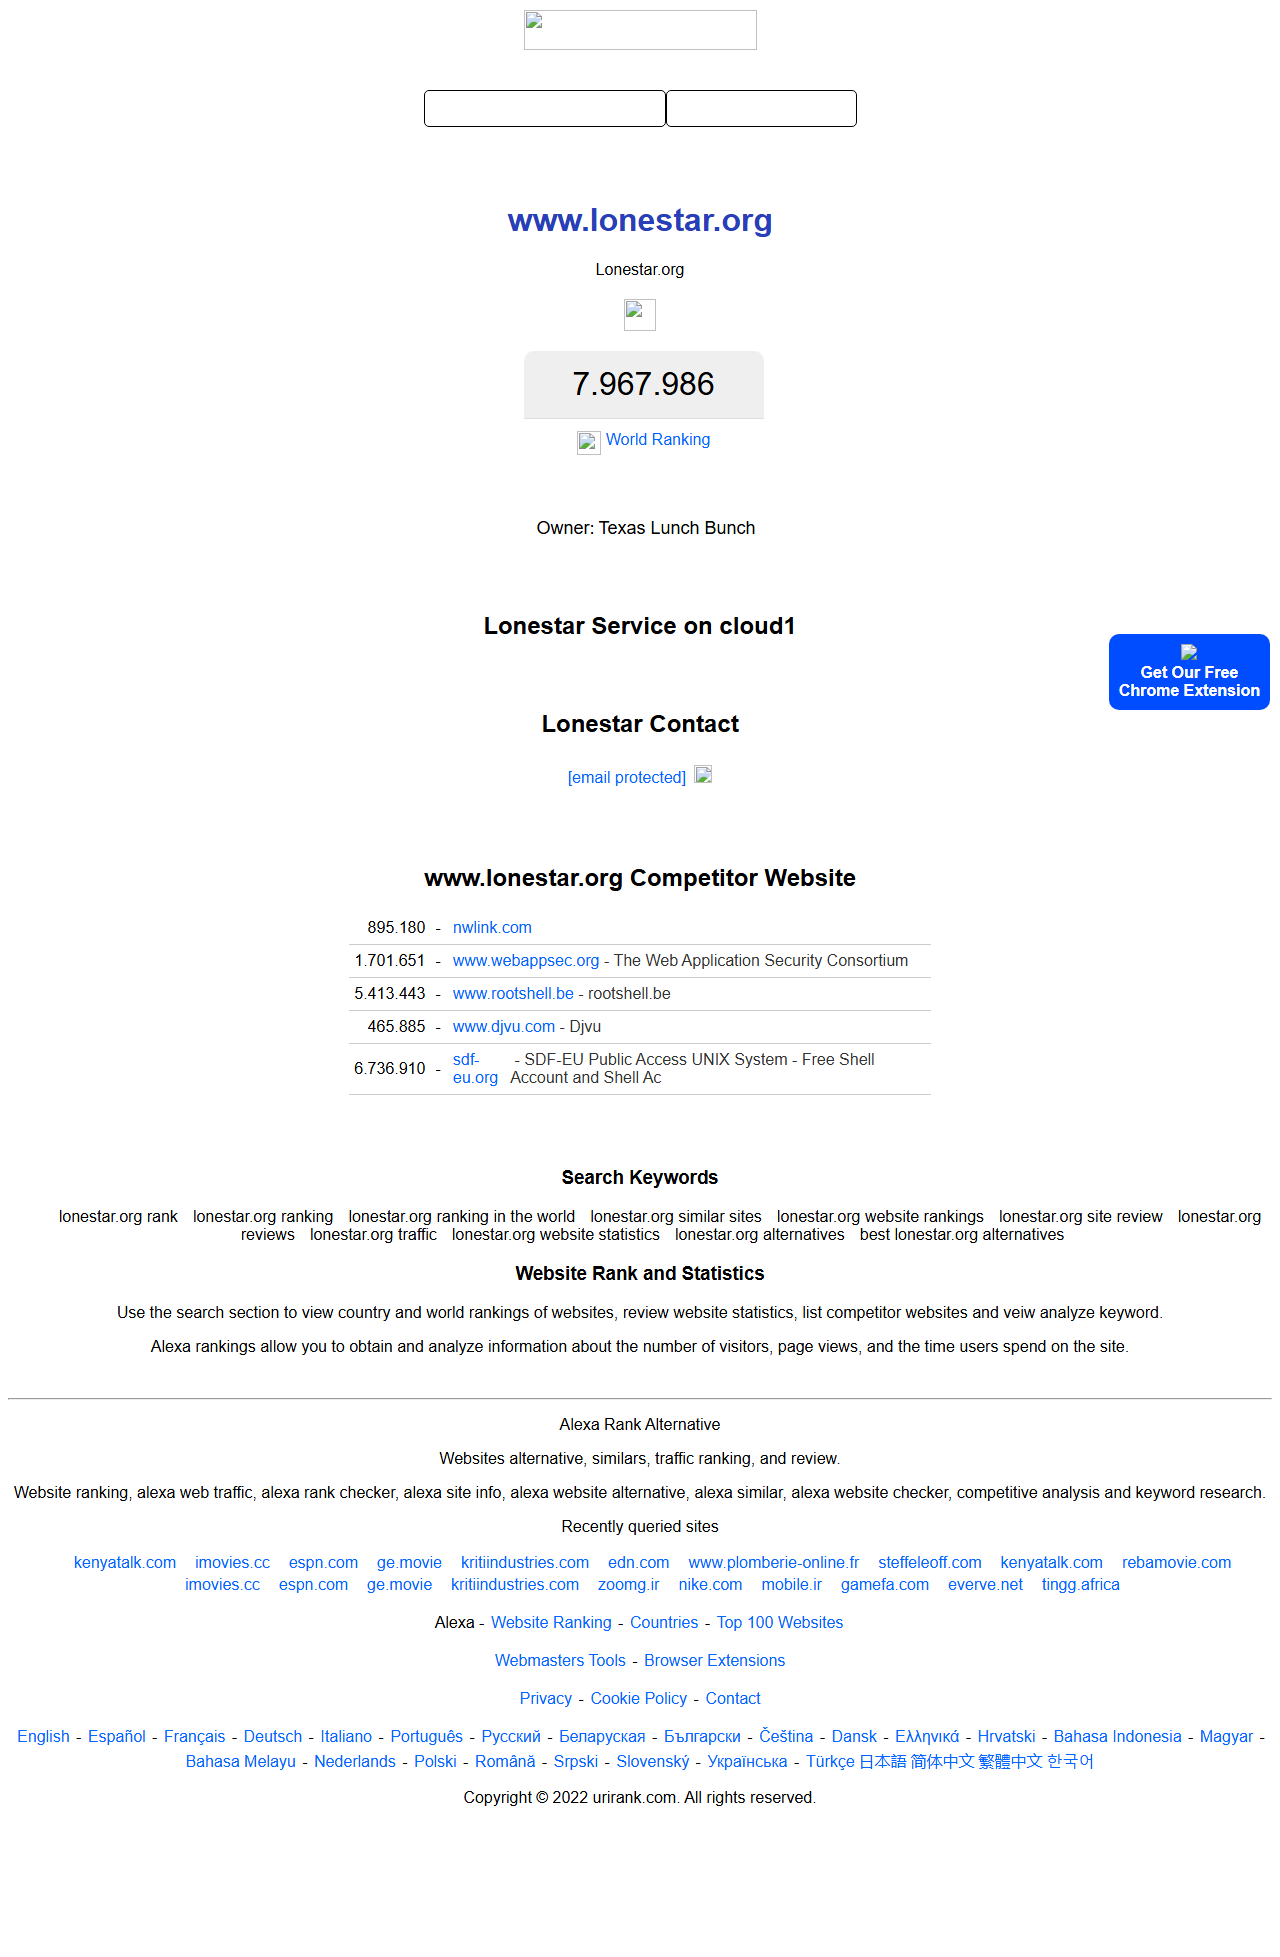 www.lonestar.org
Lonestar.org
7.967.986
World Ranking
Owner: Texas Lunch Bunch
Lonestar Service on cloud1
Get Our Free
Chrome Extension
Lonestar Contact
[email protected]
www.lonestar.org Competitor Website
895.180 - nwlink.com
1.701.651 - www.webappsec.org - The Web Application Security Consortium
5.413.443 - www.rootshell.be - rootshell.be
465.885 - www.djvu.com - Djvu
6.736.910 - sdf-eu.org - SDF-EU Public Access UNIX System - Free Shell
Account and Shell Ac
Search Keywords
lonestar.org rank lonestar.org ranking lonestar.org ranking in the world lonestar.org similar sites lonestar.org website rankings lonestar.org site review lonestar.org
reviews lonestar.org traffic lonestar.org website statistics lonestar.org alternatives best lonestar.org alternatives
Website Rank and Statistics
Use the search section to view country and world rankings of websites, review website statistics, list competitor websites and veiw analyze keyword.
Alexa rankings allow you to obtain and analyze information about the number of visitors, page views, and the time users spend on the site.
Alexa Rank Alternative
Websites alternative, similars, traffic ranking, and review.
Website ranking, alexa web traffic, alexa rank checker, alexa site info, alexa website alternative, alexa similar, alexa website checker, competitive analysis and keyword research.
Recently queried sites
kenyatalk.com imovies.cc espn.com ge.movie kritiindustries.com edn.com www.plomberie-online.fr steffeleoff.com kenyatalk.com rebamovie.com
imovies.cc espn.com ge.movie kritiindustries.com zoomg.ir nike.com mobile.ir gamefa.com everve.net tingg.africa
Alexa - Website Ranking - Countries - Top 100 Websites
Webmasters Tools - Browser Extensions
Privacy - Cookie Policy - Contact
English - Español - Français - Deutsch - Italiano - Português - Русский - Беларуская - Български - Čeština - Dansk - Ελληνικά - Hrvatski - Bahasa Indonesia - Magyar -
Bahasa Melayu - Nederlands - Polski - Română - Srpski - Slovenský - Українська - Türkçe 日本語 简体中文 繁體中文 한국어
Copyright © 2022 urirank.com. All rights reserved.